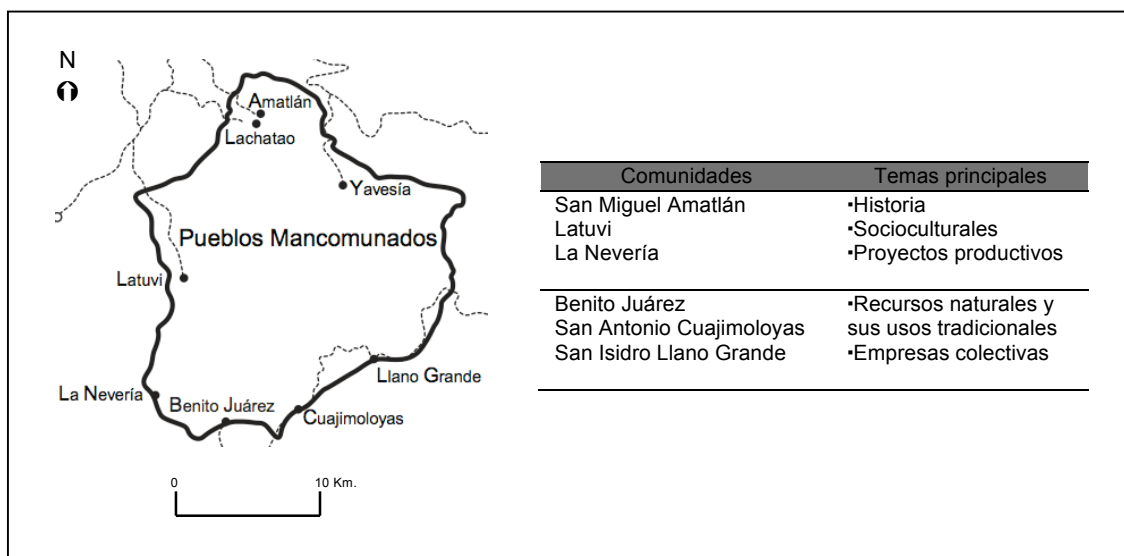 N
Amatlán
Lachatao
Yavesía
Pueblos Mancomunados
Latuvi
Llano Grande
La Nevería
Benito Juárez
Cuajimoloyas
0 10 Km.
Comunidades Temas principales
San Miguel Amatlán ▪Historia
Latuvi ▪Socioculturales
La Nevería ▪Proyectos productivos
Benito Juárez ▪Recursos naturales y
San Antonio Cuajimoloyas sus usos tradicionales
San Isidro Llano Grande ▪Empresas colectivas